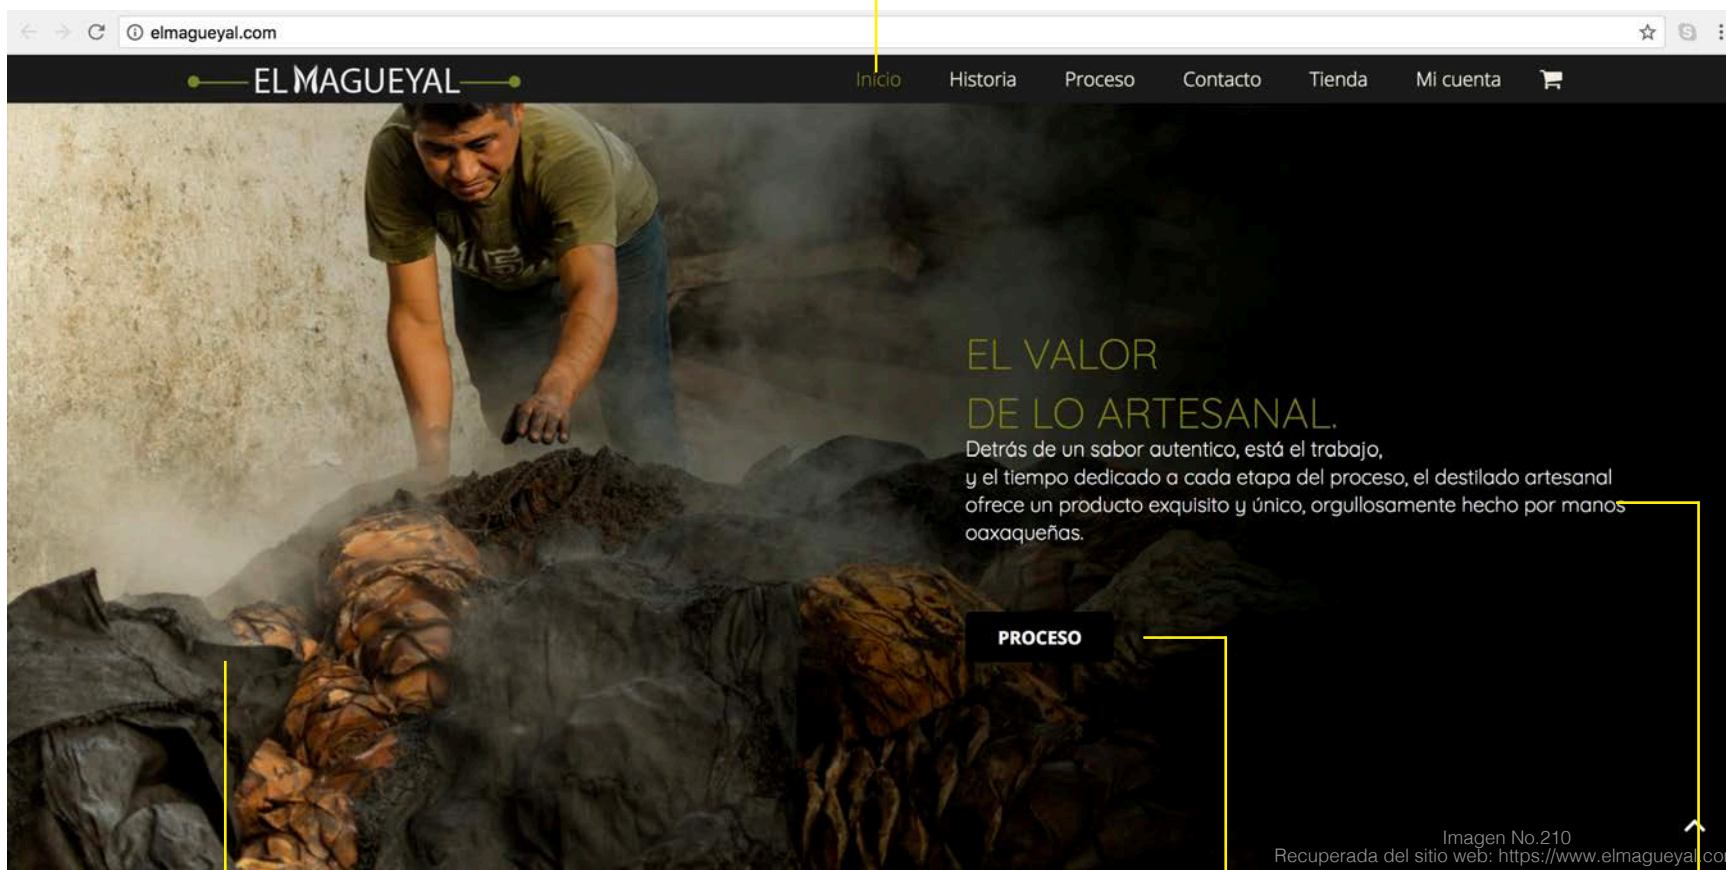 elmagueyal.com
EL MAGUEYAL
Inicio Historia Proceso Contacto Tienda Mi cuenta
EL VALOR
DE LO ARTESANAL.
Detrás de un sabor autentico, está el trabajo,
y el tiempo dedicado a cada etapa del proceso, el destilado artesanal
ofrece un producto exquisito y único, orgullosamente hecho por manos
oaxaqueñas.
PROCESO
Imagen No.210
Recuperada del sitio web: https://www.elmagueyal.com